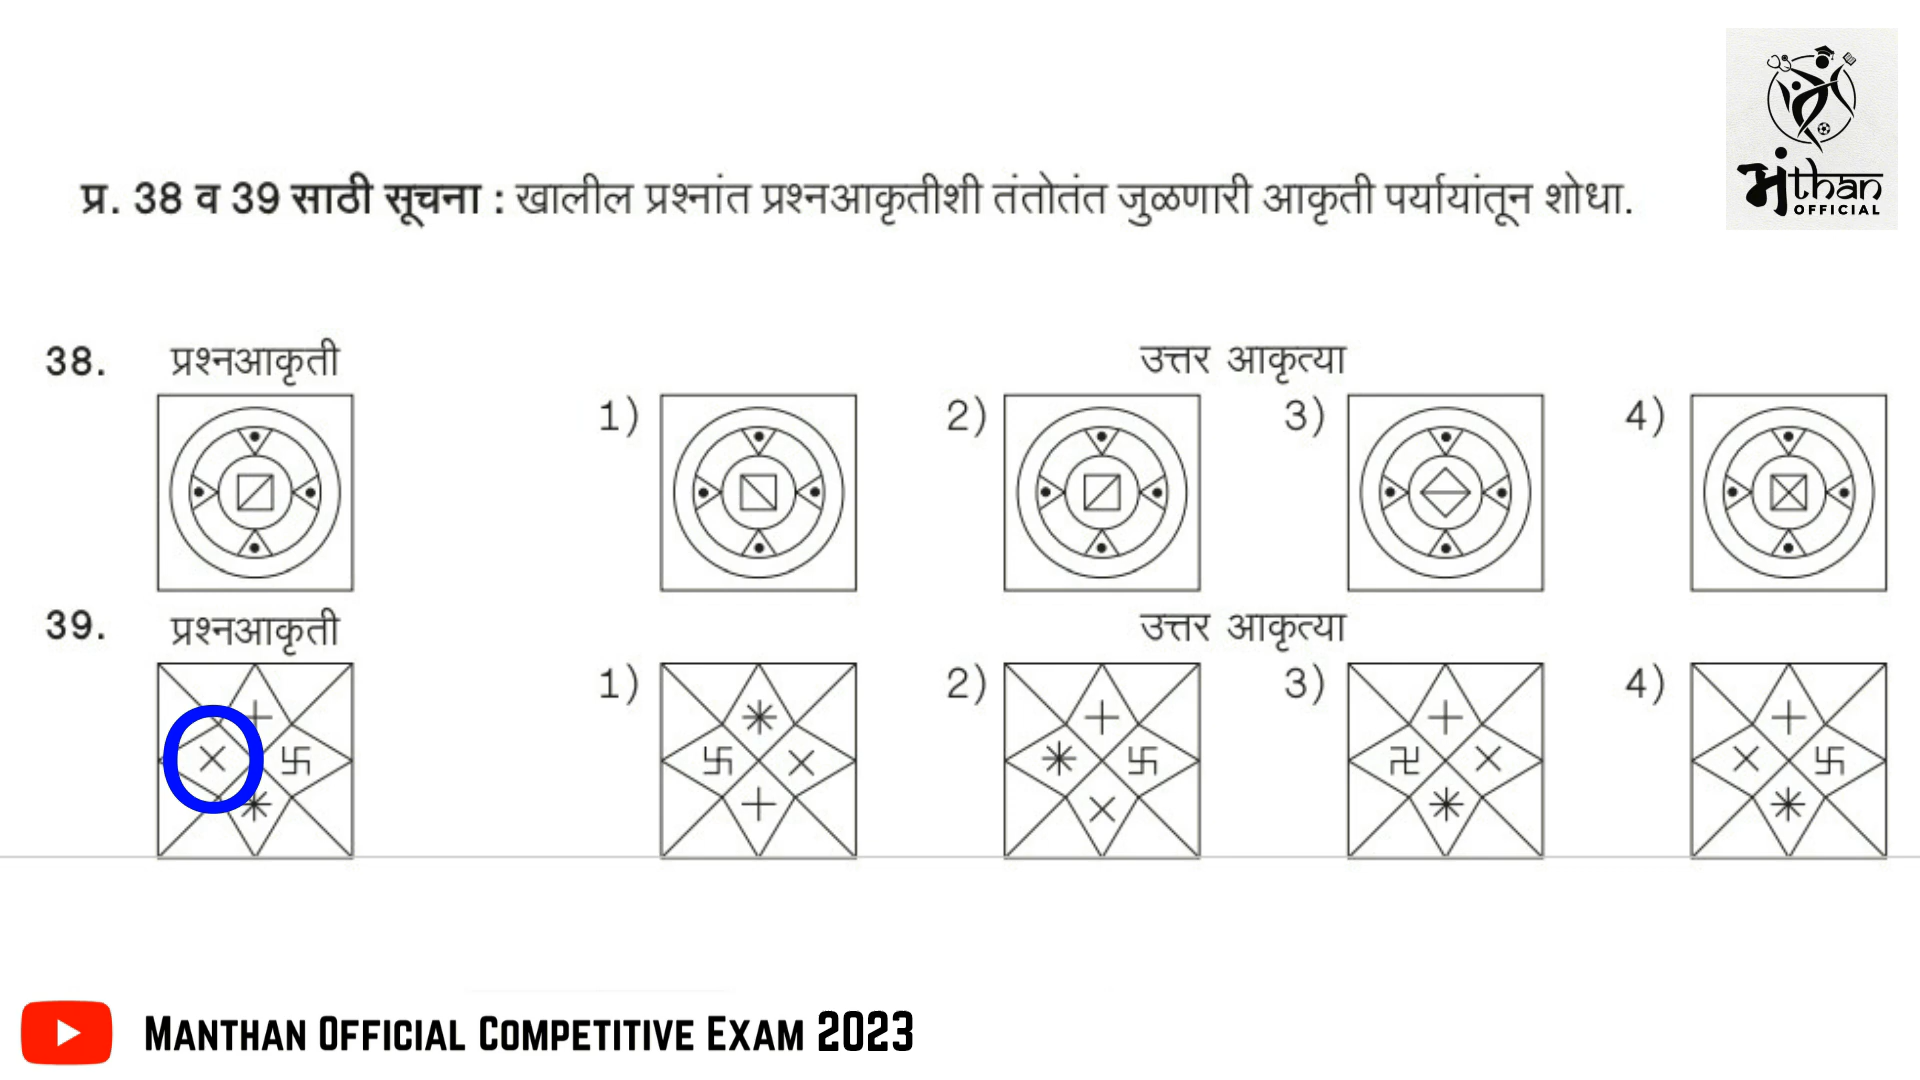 मंthan
OFFICIAL
प्र. 38 व 39 साठी सूचना : खालील प्रश्नांत प्रश्नआकृतीशी तंतोतंत जुळणारी आकृती पर्यायांतून शोधा.
38. प्रश्नआकृती उत्तर आकृत्या
1) 2) 3) 4)
39. प्रश्नआकृती उत्तर आकृत्या
1) 2) 3) 4)
MANTHAN OFFICIAL COMPETITIVE EXAM 2023